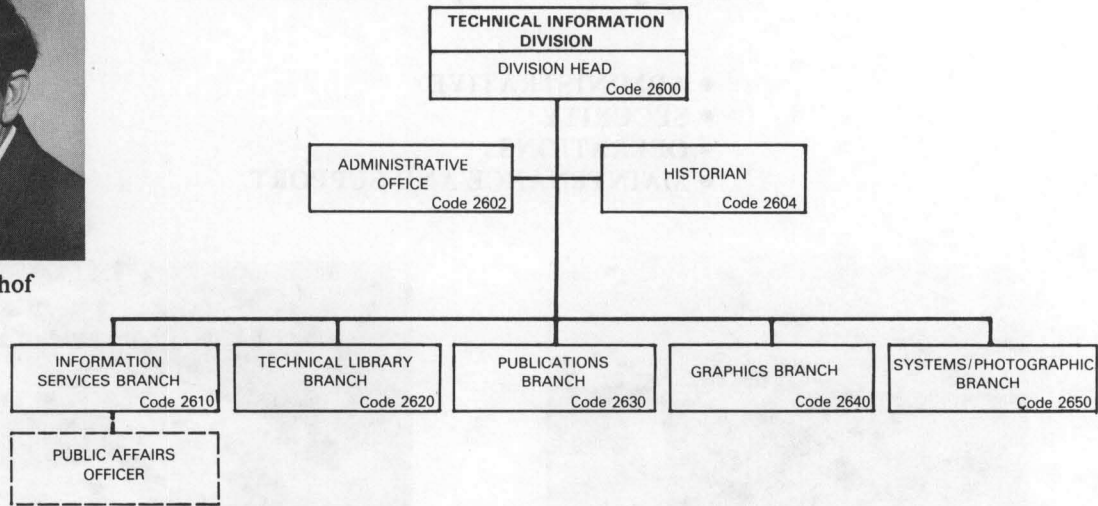 TECHNICAL INFORMATION
DIVISION
DIVISION HEAD
Code 2600
ADMINISTRATIVE
OFFICE
Code 2602
HISTORIAN
Code 2604
hof
INFORMATION
SERVICES BRANCH
Code 2610
TECHNICAL LIBRARY
BRANCH
Code 2620
PUBLICATIONS
BRANCH
Code 2630
GRAPHICS BRANCH
Code 2640
SYSTEMS/PHOTOGRAPHIC
BRANCH
Code 2650
PUBLIC AFFAIRS
OFFICER